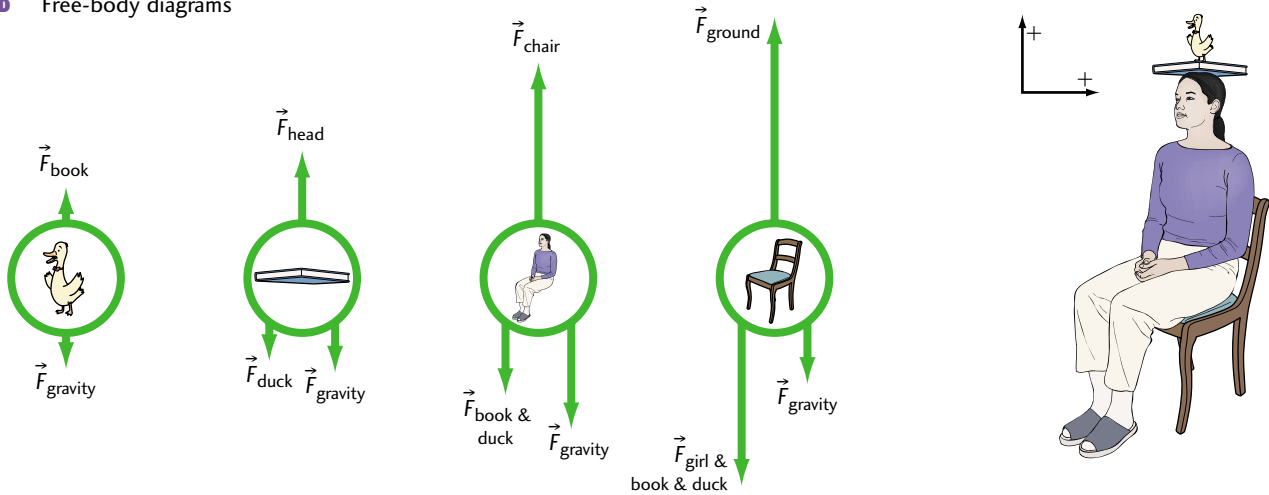 b Free-body diagrams
F⃗book
F⃗gravity
F⃗head
F⃗duck
F⃗gravity
F⃗chair
F⃗book &
duck
F⃗gravity
F⃗ground
F⃗girl &
book & duck
F⃗gravity
+
+